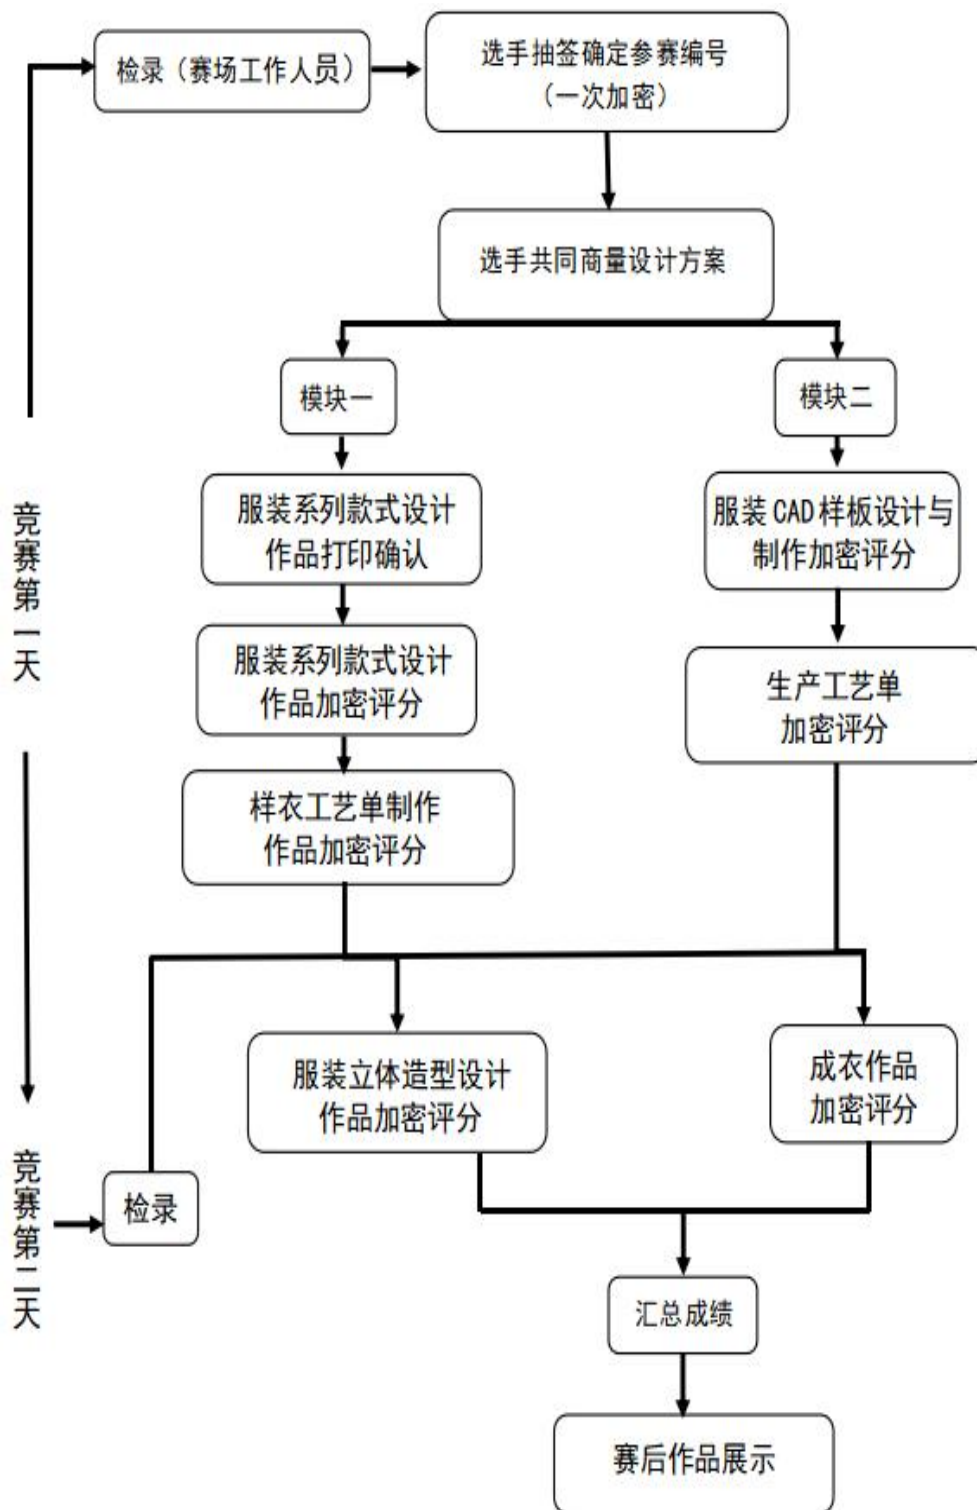 检录（赛场工作人员）
选手抽签确定参赛编号
（一次加密）
选手共同商量设计方案
模块一
模块二
服装系列款式设计
作品打印确认
服装 CAD 样板设计与
制作加密评分
竞赛第一天
服装系列款式设计
作品加密评分
生产工艺单
加密评分
样衣工艺单制作
作品加密评分
服装立体造型设计
作品加密评分
成衣作品
加密评分
竞赛第二天
检录
汇总成绩
赛后作品展示